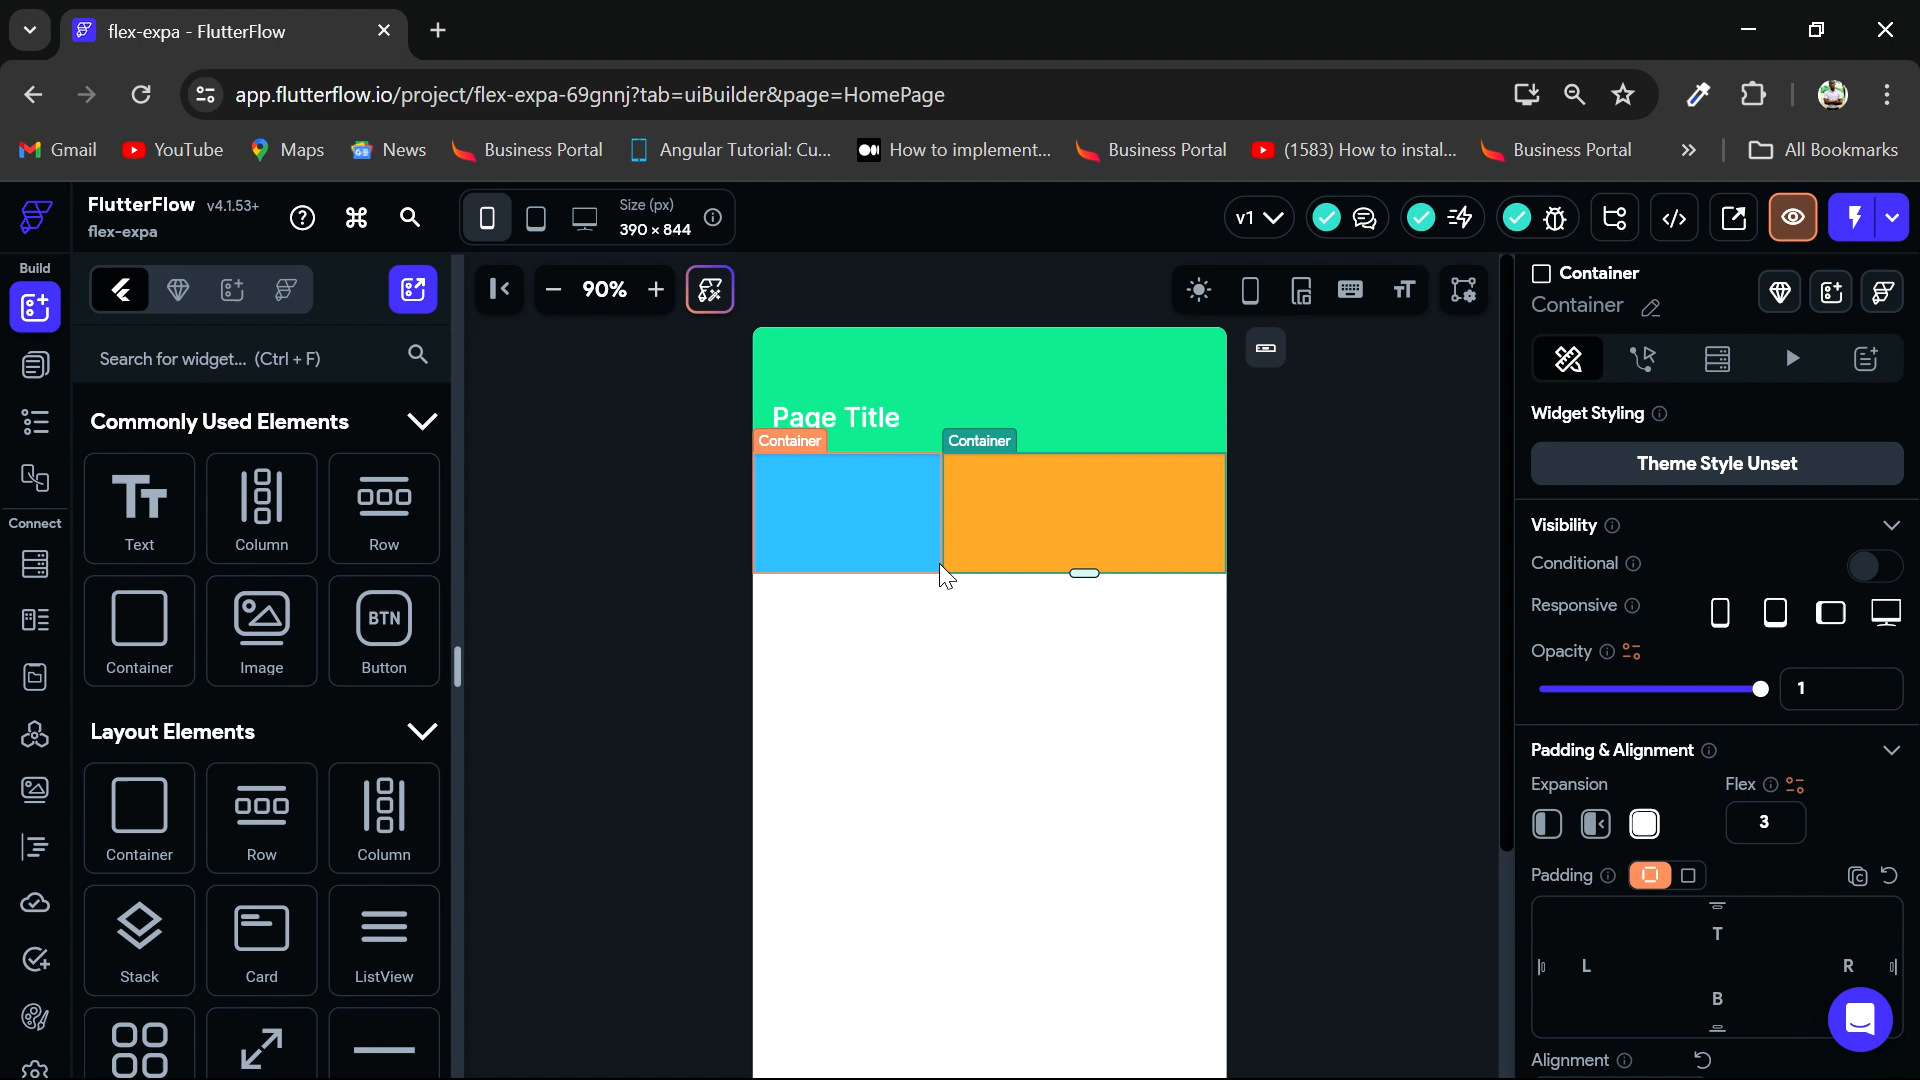 flex-expa - FlutterFlow
app.flutterflow.io/project/flex-expa-69gnnj?tab=uiBuilder&page=HomePage
Gmail
YouTube
Maps
News
Business Portal
Angular Tutorial: Cu...
How to implement...
Business Portal
(1583) How to instal...
Business Portal
All Bookmarks
FlutterFlow v4.1.53+
flex-expa
Size (px)
390 × 844
v1
Build
90%
Search for widget... (Ctrl + F)
Commonly Used Elements
Text
Column
Row
Container
Image
BTN
Button
Layout Elements
Container
Row
Column
Stack
Card
ListView
Connect
Page Title
Container
Container
Container
Container
Widget Styling
Theme Style Unset
Visibility
Conditional
Responsive
Opacity
1
Padding & Alignment
Expansion
Flex
3
Padding
T
L
R
B
Alignment